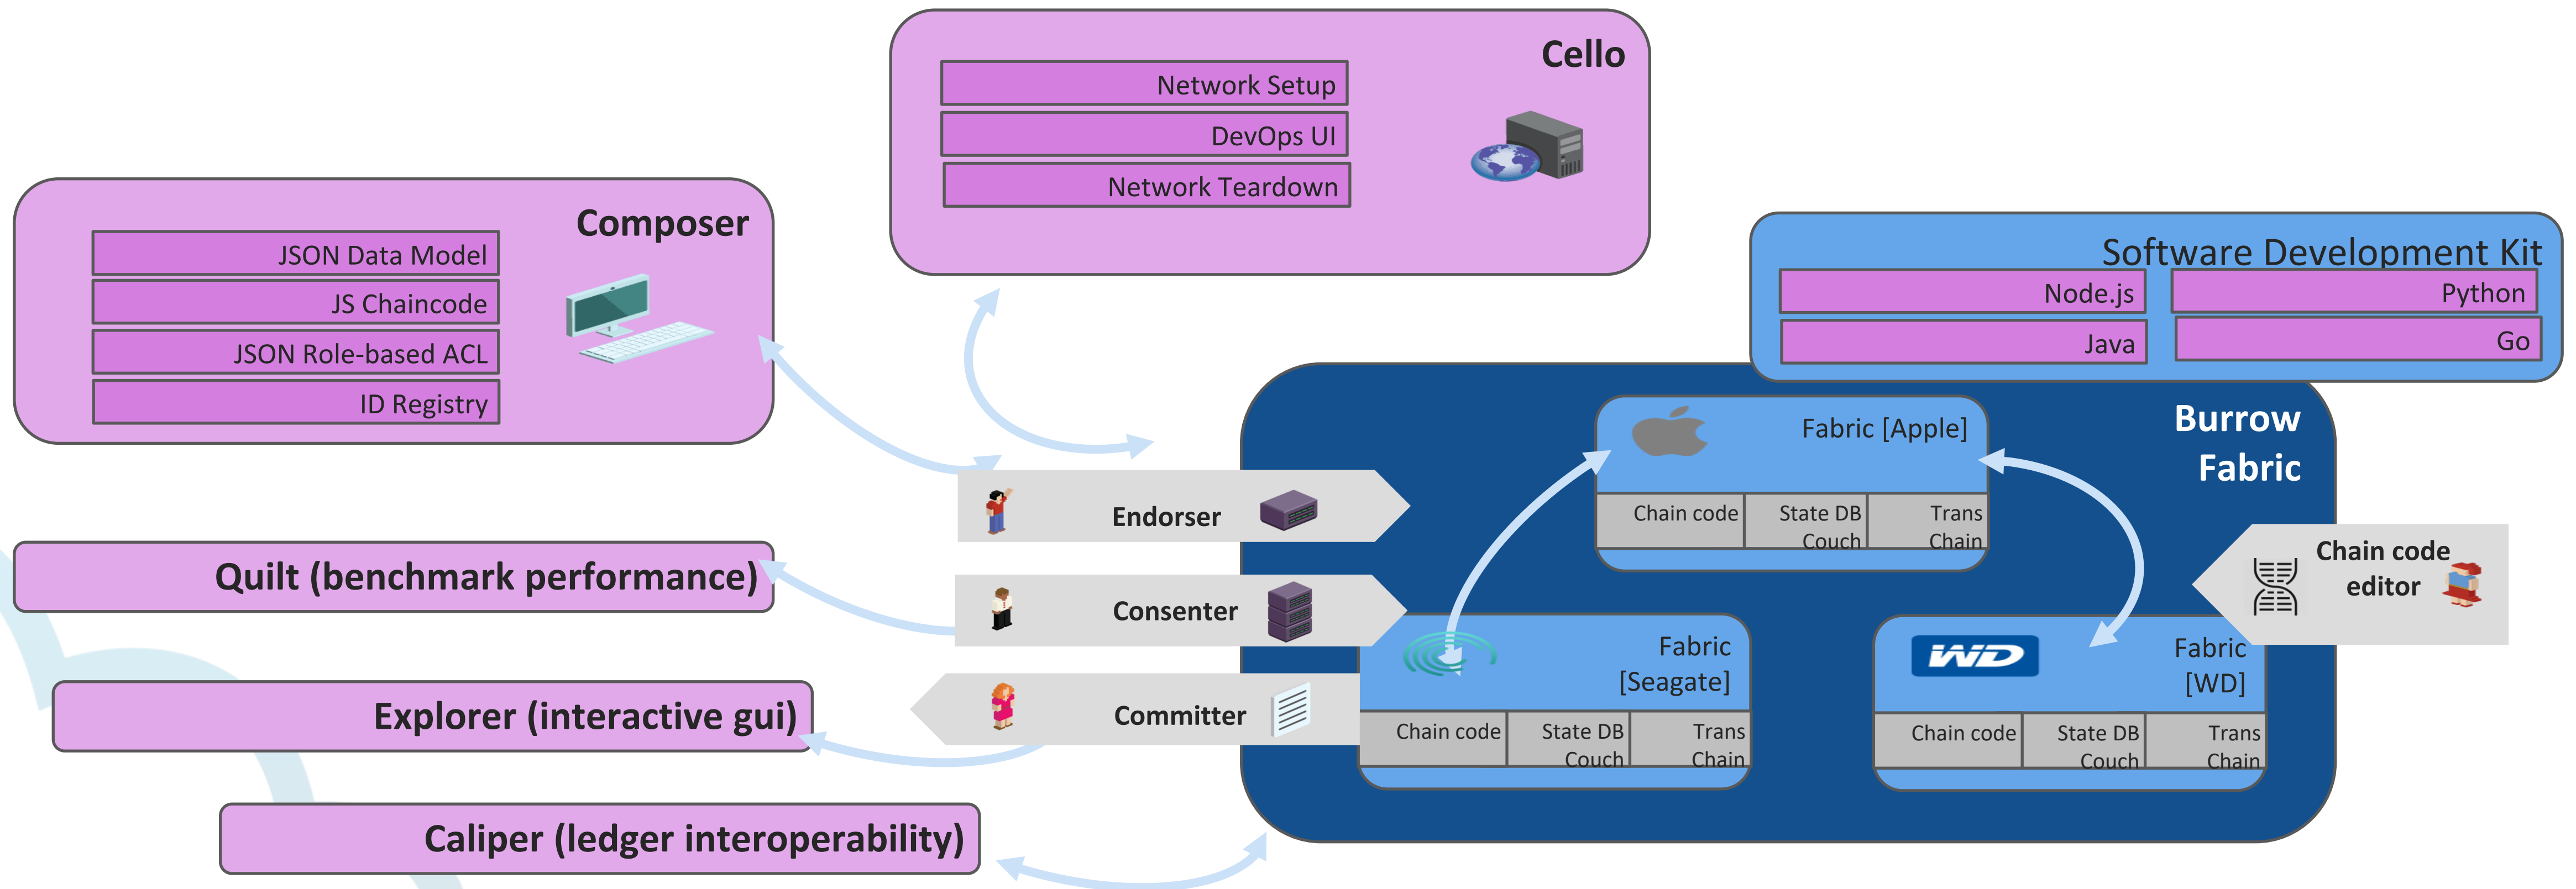 Cello
Network Setup
DevOps UI
Network Teardown
Composer
JSON Data Model
JS Chaincode
JSON Role-based ACL
ID Registry
Software Development Kit
Node.js
Python
Java
Go
Burrow
Fabric
Fabric [Apple]
Chain code
State DB
Couch
Trans
Chain
Endorser
Consenter
Committer
Chain code
editor
Quilt (benchmark performance)
Explorer (interactive gui)
Caliper (ledger interoperability)
Fabric
[Seagate]
Chain code
State DB
Couch
Trans
Chain
WD
Fabric
[WD]
Chain code
State DB
Couch
Trans
Chain